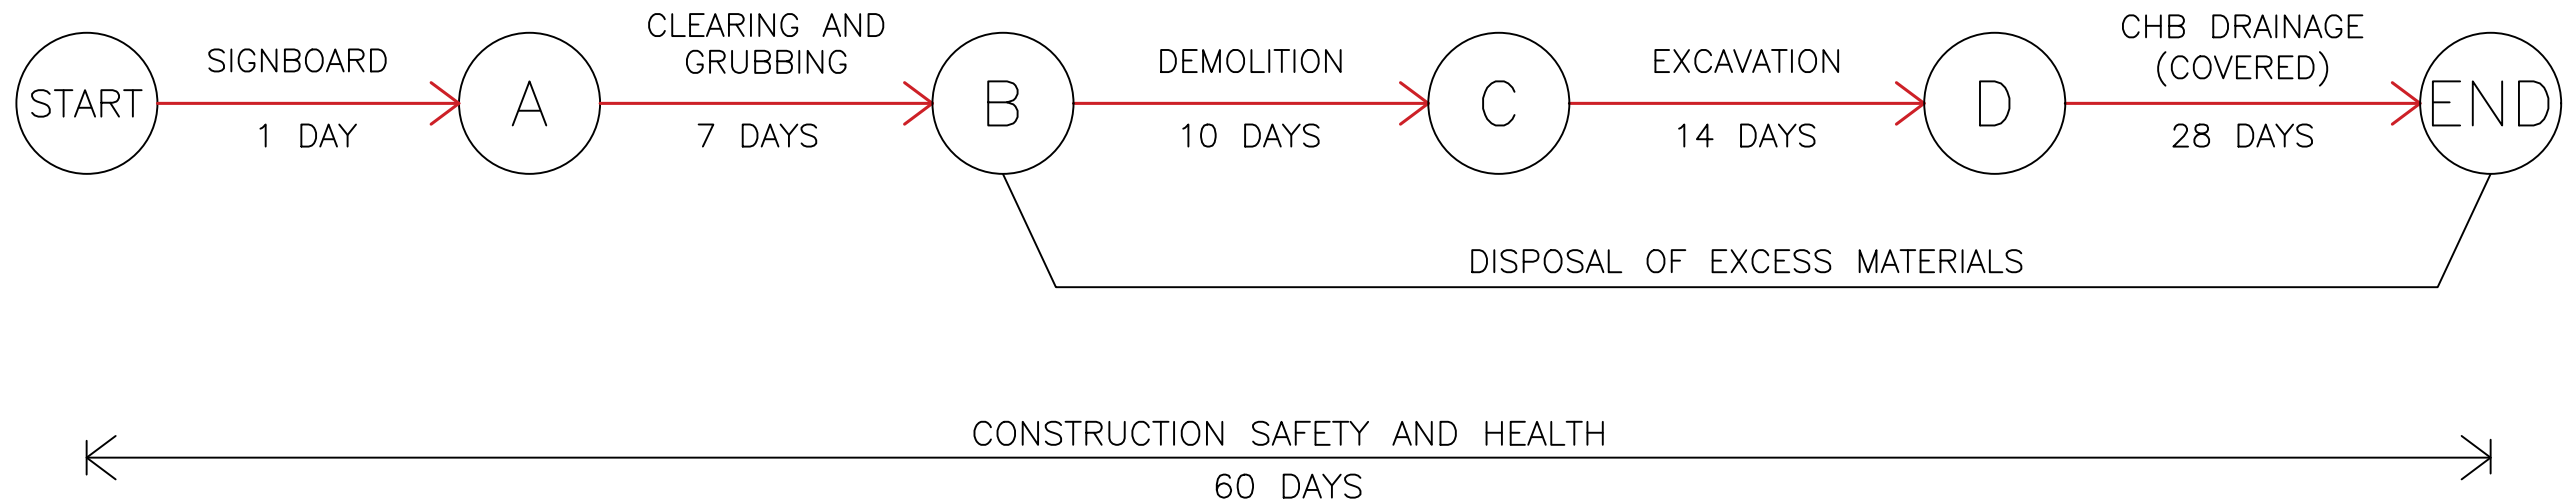 START
SIGNBOARD
1 DAY
A
CLEARING AND
GRUBBING
7 DAYS
B
DEMOLITION
10 DAYS
C
EXCAVATION
14 DAYS
D
CHB DRAINAGE
(COVERED)
28 DAYS
END
DISPOSAL OF EXCESS MATERIALS
CONSTRUCTION SAFETY AND HEALTH
60 DAYS